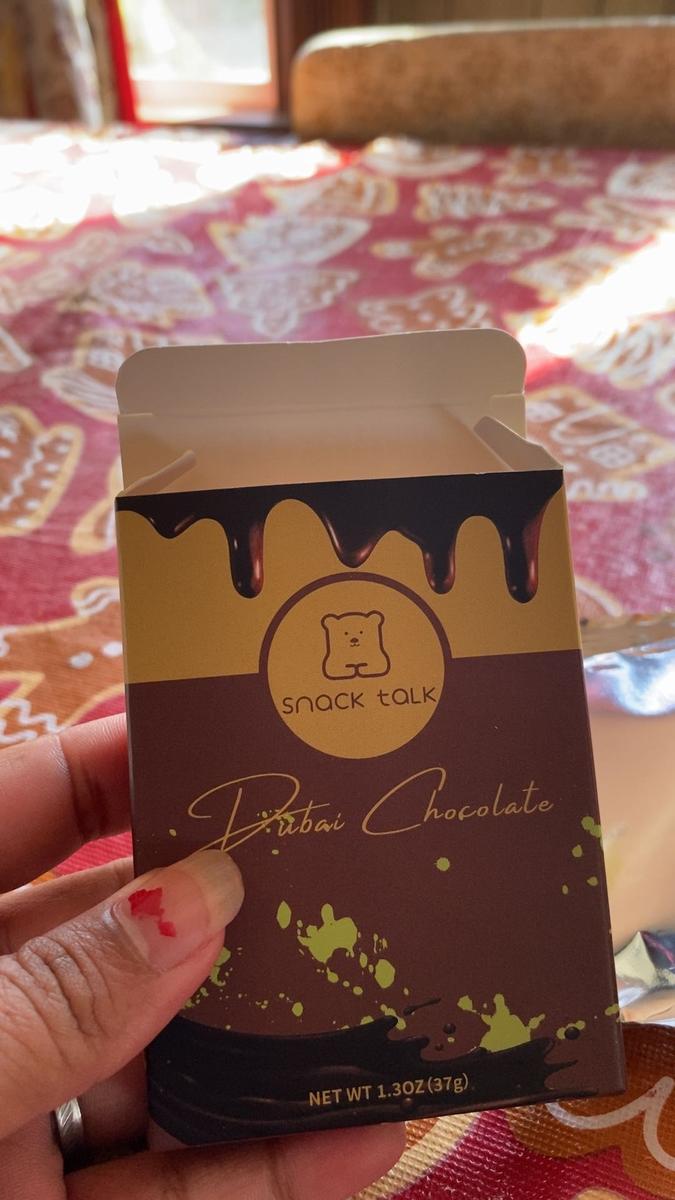 snack talk
Dubai Chocolate
NET WT 1.3OZ(37g)